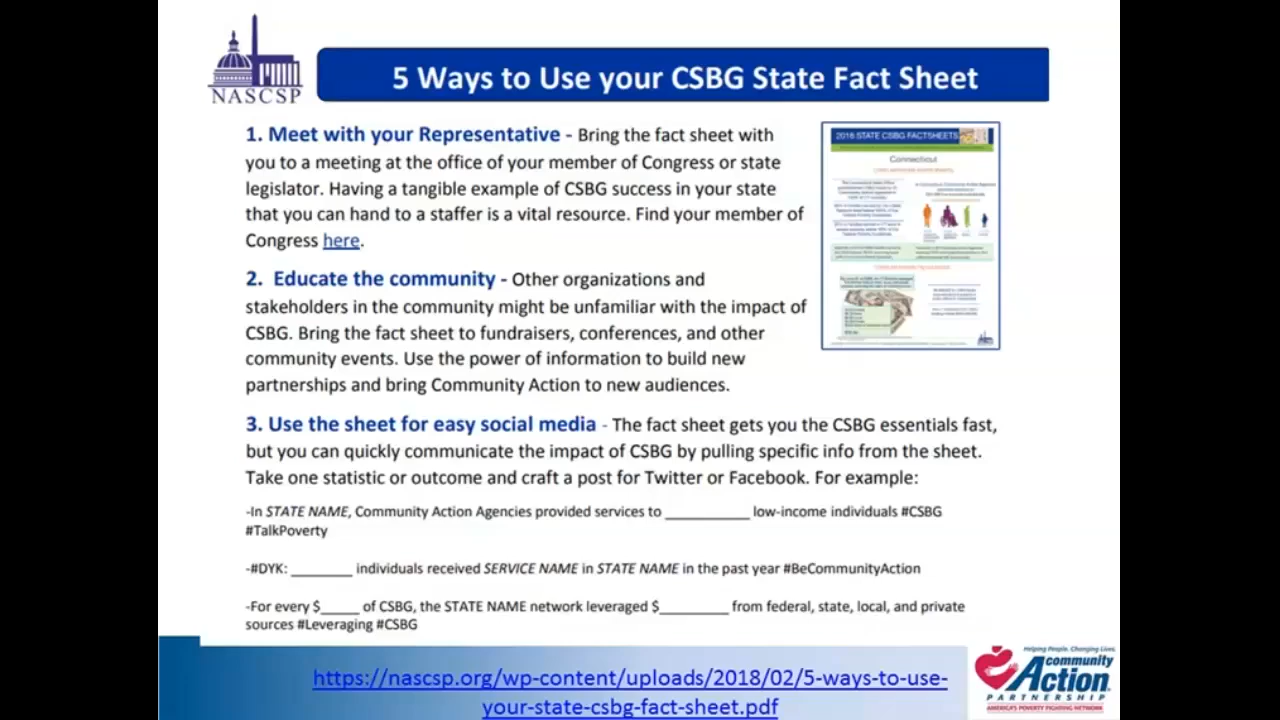 NASCSP
5 Ways to Use your CSBG State Fact Sheet
1. Meet with your Representative - Bring the fact sheet with
you to a meeting at the office of your member of Congress or state
legislator. Having a tangible example of CSBG success in your state
that you can hand to a staffer is a vital resource. Find your member of
Congress here.
2. Educate the community - Other organizations and
stakeholders in the community might be unfamiliar with the impact of
CSBG. Bring the fact sheet to fundraisers, conferences, and other
community events. Use the power of information to build new
partnerships and bring Community Action to new audiences.
2018 STATE CSBG FACTSHEETS
Connecticut
3. Use the sheet for easy social media - The fact sheet gets you the CSBG essentials fast,
but you can quickly communicate the impact of CSBG by pulling specific info from the sheet.
Take one statistic or outcome and craft a post for Twitter or Facebook. For example:
-In STATE NAME, Community Action Agencies provided services to __________ low-income individuals #CSBG
#TalkPoverty
-#DYK: ________ individuals received SERVICE NAME in STATE NAME in the past year #BeCommunityAction
-For every $_____ of CSBG, the STATE NAME network leveraged $_________ from federal, state, local, and private
sources #Leveraging #CSBG
https://nascsp.org/wp-content/uploads/2018/02/5-ways-to-use-
your-state-csbg-fact-sheet.pdf
Helping People. Changing Lives.
community
Action
PARTNERSHIP
AMERICA'S POVERTY FIGHTING NETWORK